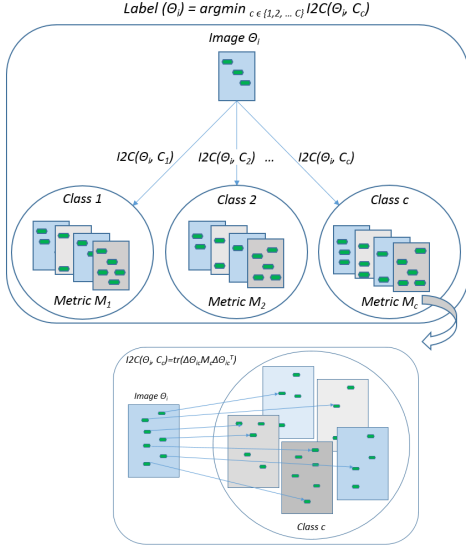 Label (Θi) = argmin c ϵ {1,2, ... C} I2C(Θi, Cc)
Image Θi
I2C(Θi, C1) I2C(Θi, C2) ... I2C(Θi, Cc)
Class 1 Class 2 Class c
Metric M1 Metric M2 Metric Mc
I2C(Θi, Cc)=tr(ΔΘicMcΔΘicT)
Image Θi
Class c